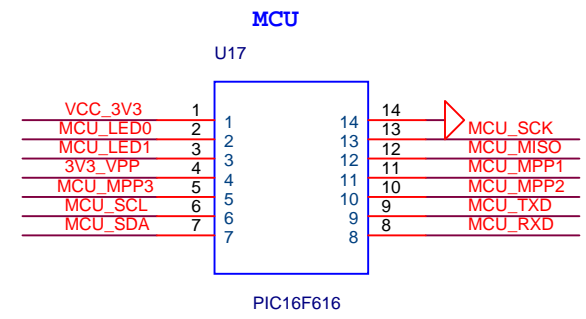 MCU
U17
VCC_3V3 1 1 14 14
MCU_LED0 2 2 13 13 MCU_SCK
MCU_LED1 3 3 12 12 MCU_MISO
3V3_VPP 4 4 11 11 MCU_MPP1
MCU_MPP3 5 5 10 10 MCU_MPP2
MCU_SCL 6 6 9 9 MCU_TXD
MCU_SDA 7 7 8 8 MCU_RXD
PIC16F616